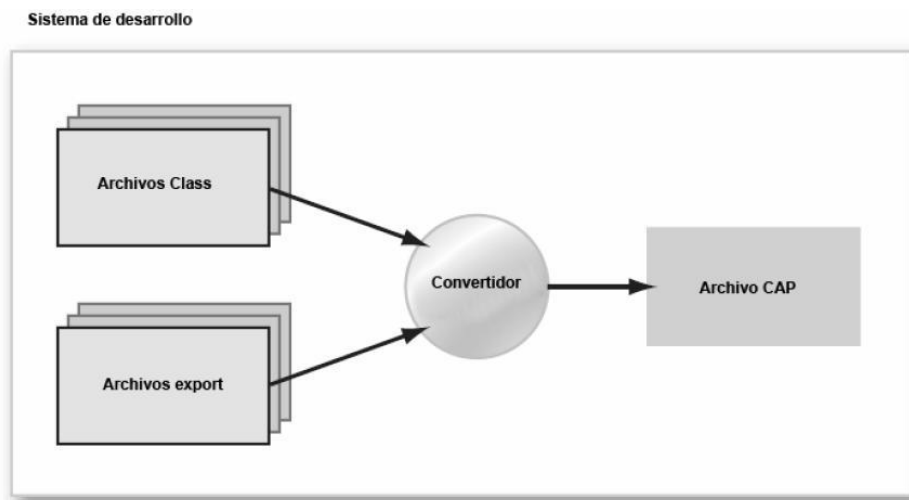 Sistema de desarrollo
Archivos Class
Convertidor
Archivo CAP
Archivos export